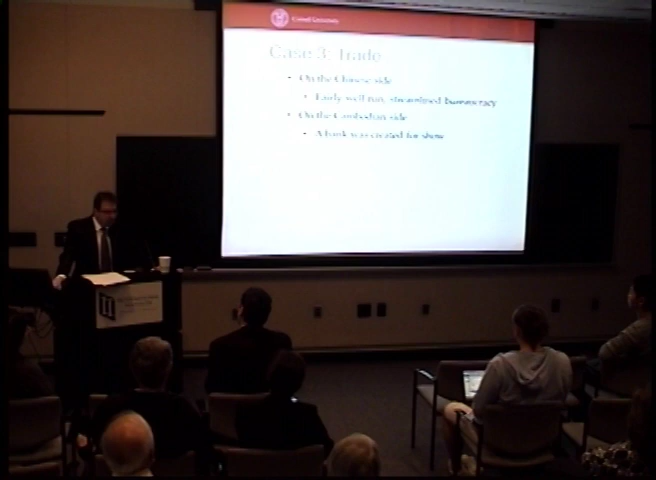 Cornell University
Case 3: Trade
• On the Chinese side
• Fairly well run, streamlined bureaucracy
• On the Cambodian side
• A bank was created for show